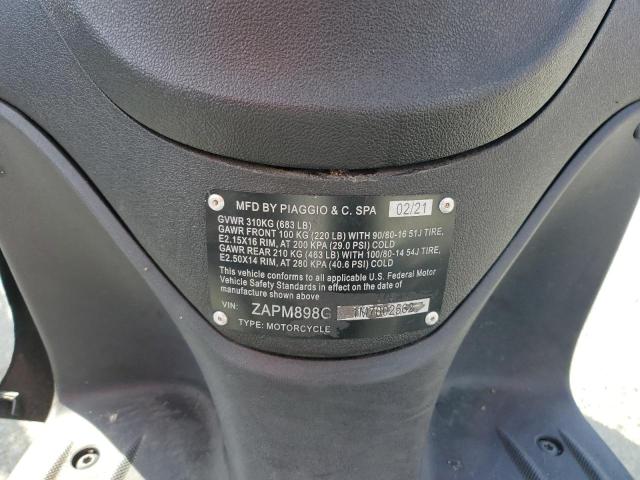 MFD BY PIAGGIO & C. SPA 02/21
GVWR 310KG (683 LB)
GAWR FRONT 100 KG (220 LB) WITH 90/80-16 51J TIRE,
E2.15X16 RIM, AT 200 KPA (29.0 PSI) COLD
GAWR REAR 210 KG (463 LB) WITH 100/80-14 54J TIRE,
E2.50X14 RIM, AT 280 KPA (40.6 PSI) COLD
This vehicle conforms to all applicable U.S. Federal Motor
Vehicle Safety Standards in effect on the date of
manufacture shown above
VIN: ZAPM898G
TYPE: MOTORCYCLE